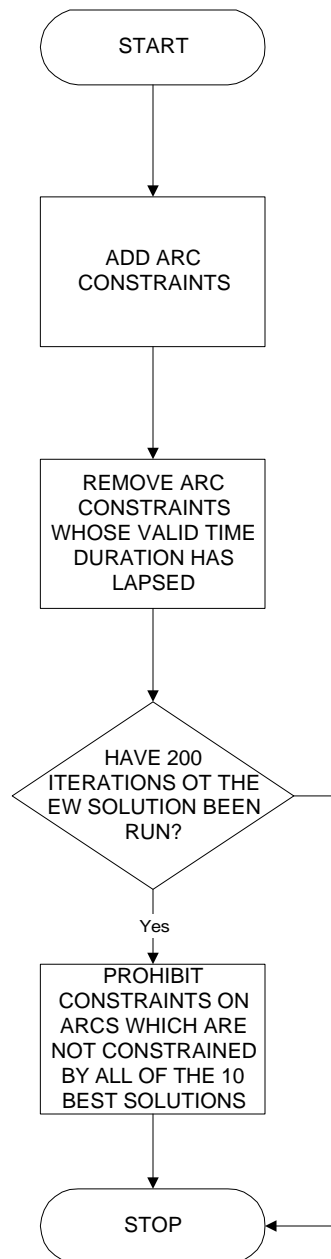 START
ADD ARC
CONSTRAINTS
REMOVE ARC
CONSTRAINTS
WHOSE VALID TIME
DURATION HAS
LAPSED
HAVE 200
ITERATIONS OT THE
EW SOLUTION BEEN
RUN?
Yes
PROHIBIT
CONSTRAINTS ON
ARCS WHICH ARE
NOT CONSTRAINED
BY ALL OF THE 10
BEST SOLUTIONS
STOP